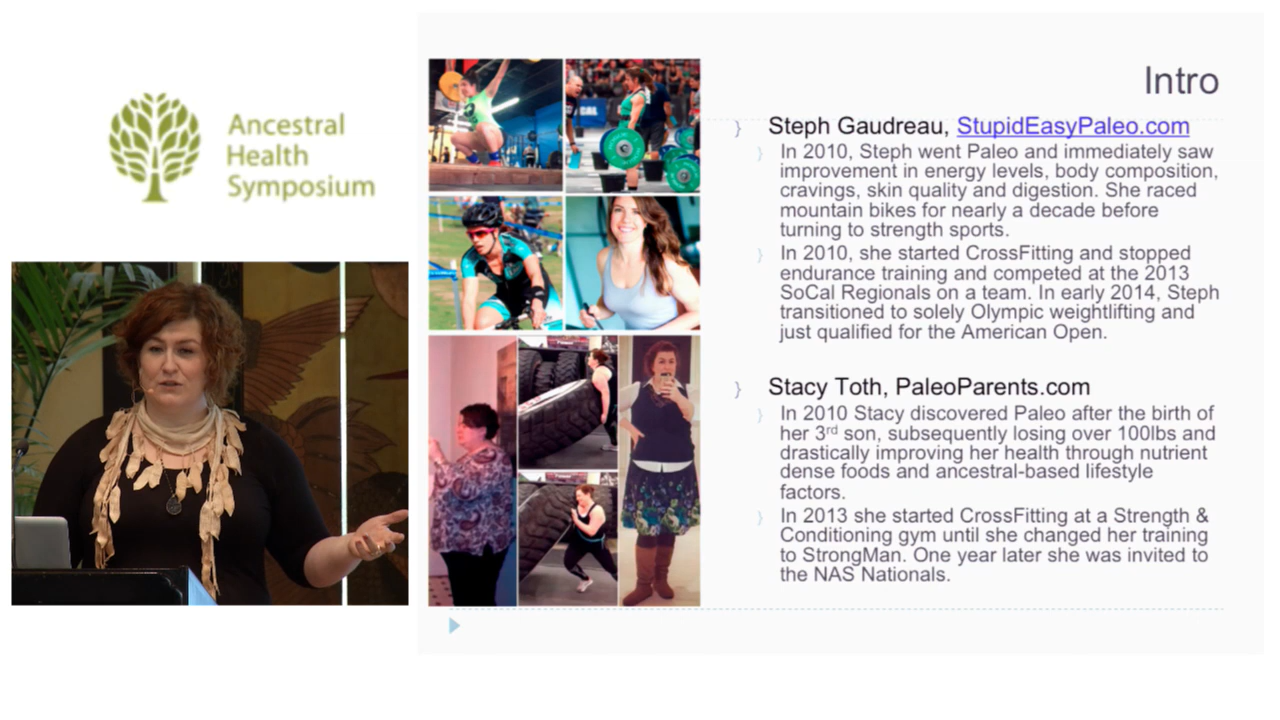 Ancestral
Health
Symposium
Intro
Steph Gaudreau, StupidEasyPaleo.com
In 2010, Steph went Paleo and immediately saw
improvement in energy levels, body composition,
cravings, skin quality and digestion. She raced
mountain bikes for nearly a decade before
turning to strength sports.
In 2010, she started CrossFitting and stopped
endurance training and competed at the 2013
SoCal Regionals on a team. In early 2014, Steph
transitioned to solely Olympic weightlifting and
just qualified for the American Open.
Stacy Toth, PaleoParents.com
In 2010 Stacy discovered Paleo after the birth of
her 3rd son, subsequently losing over 100lbs and
drastically improving her health through nutrient
dense foods and ancestral-based lifestyle
factors.
In 2013 she started CrossFitting at a Strength &
Conditioning gym until she changed her training
to StrongMan. One year later she was invited to
the NAS Nationals.